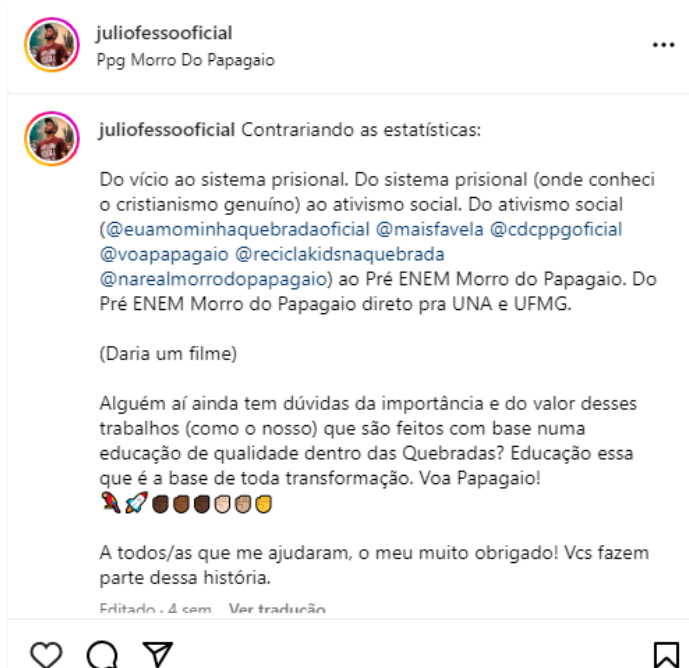 juliofessooficial
Ppg Morro Do Papagaio
juliofessooficial Contrariando as estatísticas:
Do vício ao sistema prisional. Do sistema prisional (onde conheci
o cristianismo genuíno) ao ativismo social. Do ativismo social
(@euamominhaquebradaoficial @maisfavela @cdcppgoficial
@voapapagaio @reciclakidsnaquebrada
@narealmorrodopapagaio) ao Pré ENEM Morro do Papagaio. Do
Pré ENEM Morro do Papagaio direto pra UNA e UFMG.
(Daria um filme)
Alguém aí ainda tem dúvidas da importância e do valor desses
trabalhos (como o nosso) que são feitos com base numa
educação de qualidade dentro das Quebradas? Educação essa
que é a base de toda transformação. Voa Papagaio!
🦜🚀✊🏿✊🏾✊🏿✊🏻✊🏼✊
A todos/as que me ajudaram, o meu muito obrigado! Vcs fazem
parte dessa história.
Editado · 4 sem Ver tradução